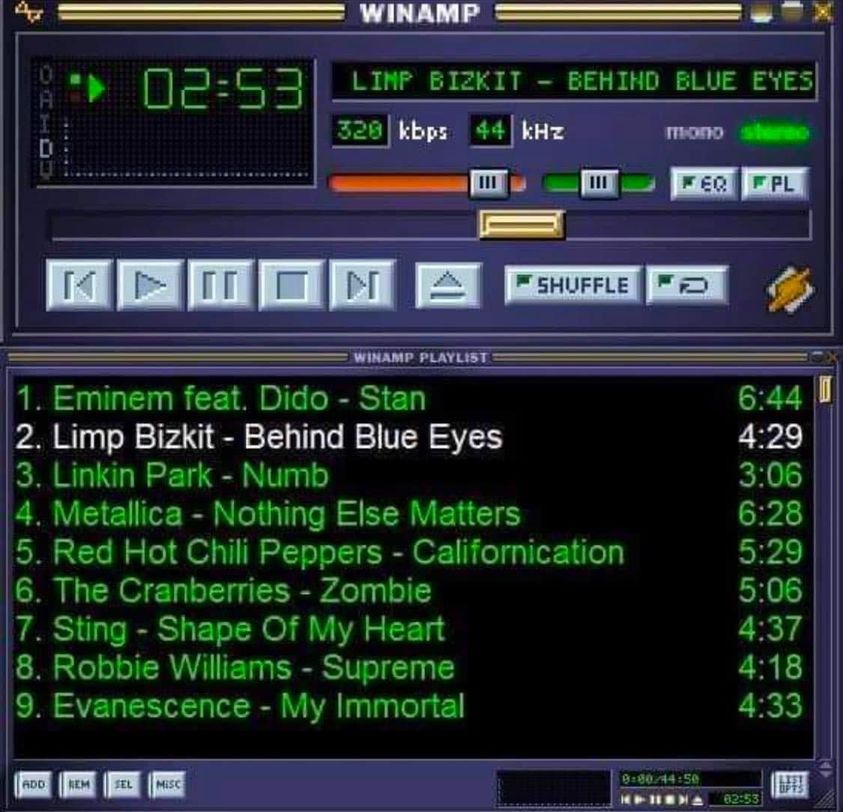 WINAMP
O
A
I
D
V
02:53
LIMP BIZKIT - BEHIND BLUE EYES
320 kbps 44 kHz mono stereo
EQ PL
SHUFFLE
WINAMP PLAYLIST
1. Eminem feat. Dido - Stan 6:44
2. Limp Bizkit - Behind Blue Eyes 4:29
3. Linkin Park - Numb 3:06
4. Metallica - Nothing Else Matters 6:28
5. Red Hot Chili Peppers - Californication 5:29
6. The Cranberries - Zombie 5:06
7. Sting - Shape Of My Heart 4:37
8. Robbie Williams - Supreme 4:18
9. Evanescence - My Immortal 4:33
ADD REM SEL MISC 0:00/44:50 LIST OPTS
02:53